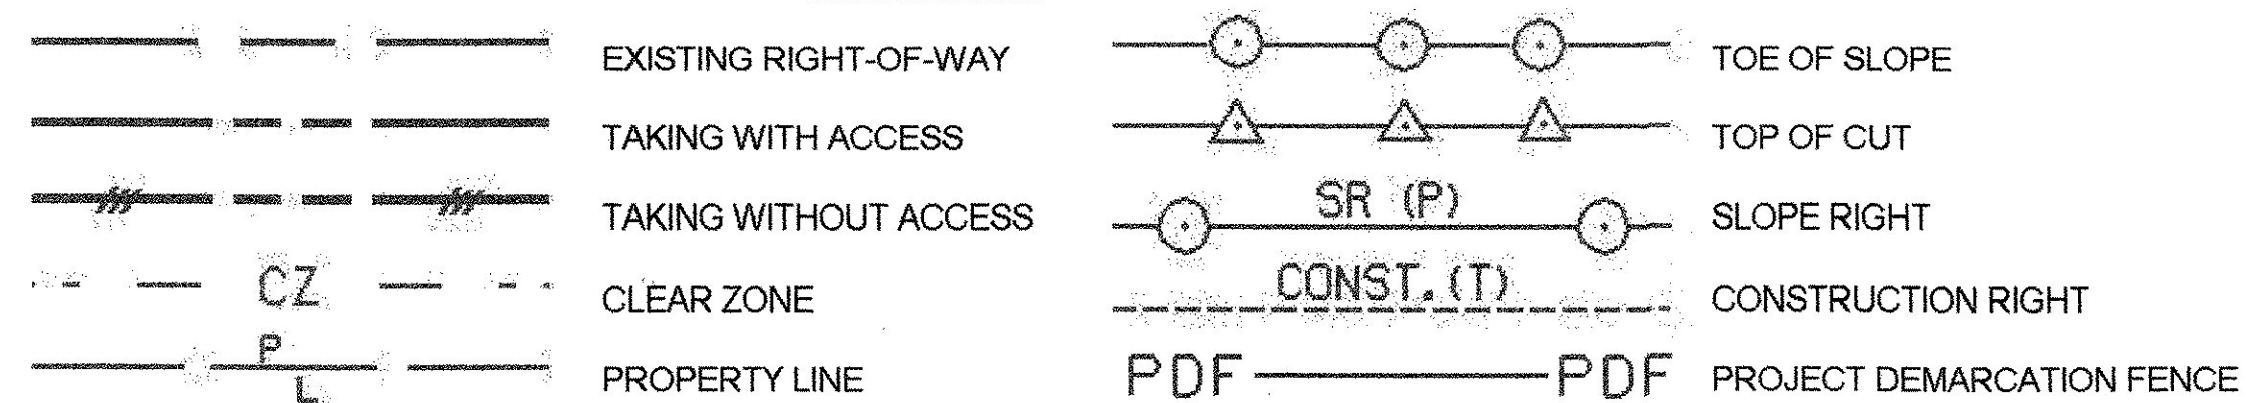 EXISTING RIGHT-OF-WAY
TAKING WITH ACCESS
TAKING WITHOUT ACCESS
CZ CLEAR ZONE
P
L PROPERTY LINE
TOE OF SLOPE
TOP OF CUT
SR (P) SLOPE RIGHT
CONST. (T) CONSTRUCTION RIGHT
PDF PDF PROJECT DEMARCATION FENCE